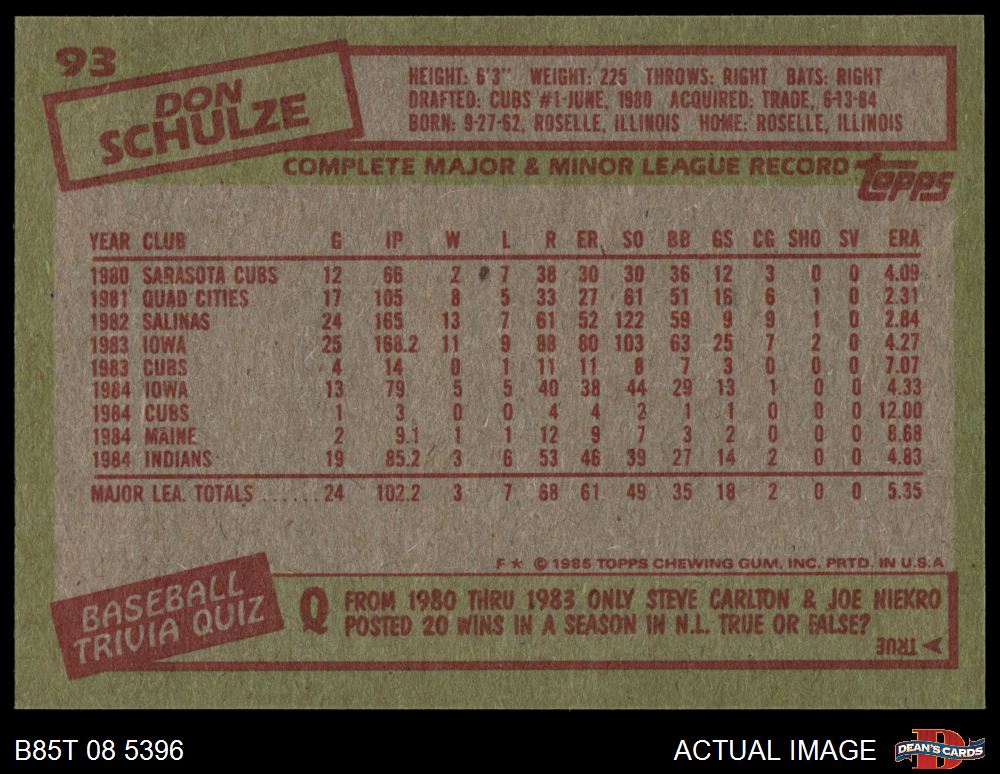 93
DON
SCHULZE
HEIGHT: 6'3" WEIGHT: 225 THROWS: RIGHT BATS: RIGHT
DRAFTED: CUBS #1-JUNE, 1980 ACQUIRED: TRADE, 6-13-84
BORN: 9-27-62, ROSELLE, ILLINOIS HOME: ROSELLE, ILLINOIS
COMPLETE MAJOR & MINOR LEAGUE RECORD topps
YEAR CLUB G IP W L R ER SO BB GS CG SHO SV ERA
1980 SARASOTA CUBS 12 66 2 7 38 30 30 36 12 3 0 0 4.09
1981 QUAD CITIES 17 105 8 5 33 27 61 51 16 6 1 0 2.31
1982 SALINAS 24 165 13 7 61 52 122 59 9 9 1 0 2.84
1983 IOWA 25 168.2 11 9 88 80 103 63 25 7 2 0 4.27
1983 CUBS 4 14 0 1 11 11 8 7 3 0 0 0 7.07
1984 IOWA 13 79 5 5 40 38 44 29 13 1 0 0 4.33
1984 CUBS 1 3 0 0 4 4 2 1 1 0 0 0 12.00
1984 MAINE 2 9.1 1 1 12 9 7 3 2 0 0 0 8.68
1984 INDIANS 19 85.2 3 6 53 46 39 27 14 2 0 0 4.83
MAJOR LEA. TOTALS ....... 24 102.2 3 7 68 61 49 35 18 2 0 0 5.35
F ★ © 1985 TOPPS CHEWING GUM, INC. PRTD. IN U.S.A
BASEBALL
TRIVIA QUIZ
Q FROM 1980 THRU 1983 ONLY STEVE CARLTON & JOE NIEKRO
POSTED 20 WINS IN A SEASON IN N.L. TRUE OR FALSE?
TRUE
B85T 08 5396 ACTUAL IMAGE D DEAN'S CARDS